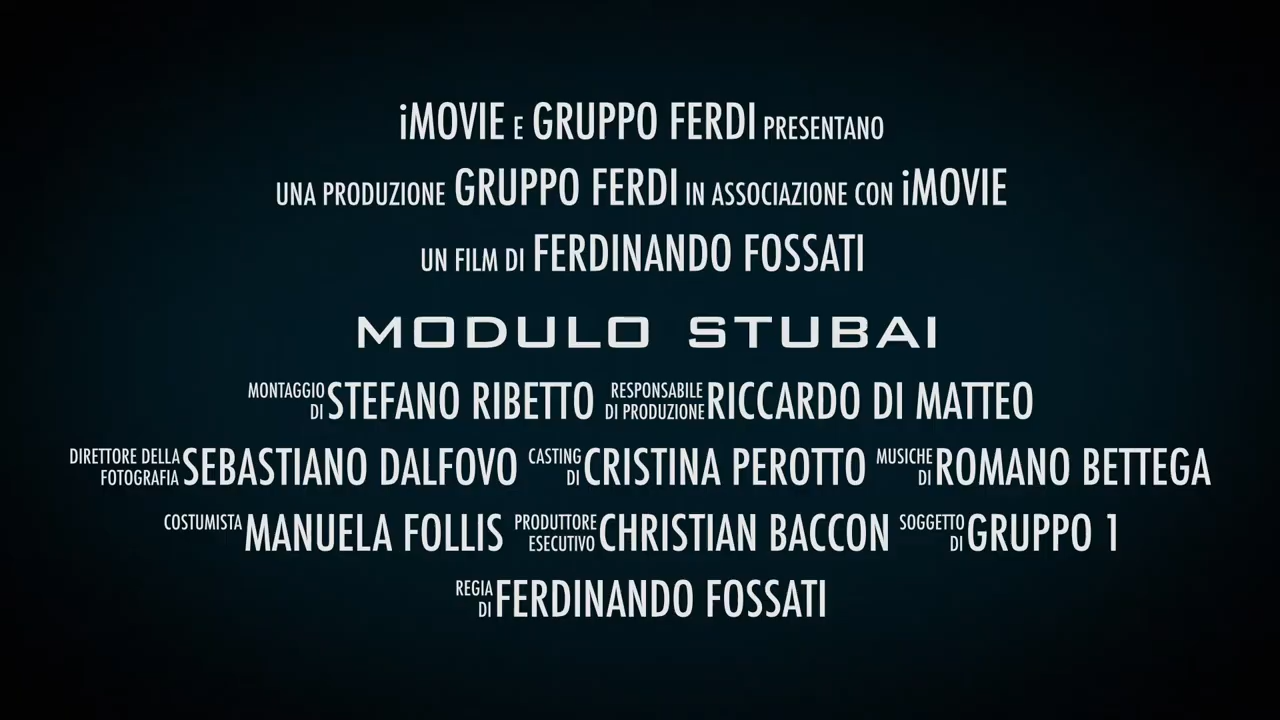 iMOVIE E GRUPPO FERDI PRESENTANO
UNA PRODUZIONE GRUPPO FERDI IN ASSOCIAZIONE CON iMOVIE
UN FILM DI FERDINANDO FOSSATI
MODULO STUBAI
MONTAGGIO DI STEFANO RIBETTO RESPONSABILE DI PRODUZIONE RICCARDO DI MATTEO
DIRETTORE DELLA FOTOGRAFIA SEBASTIANO DALFOVO CASTING DI CRISTINA PEROTTO MUSICHE DI ROMANO BETTEGA
COSTUMISTA MANUELA FOLLIS PRODUTTORE ESECUTIVO CHRISTIAN BACCON SOGGETTO DI GRUPPO 1
REGIA DI FERDINANDO FOSSATI